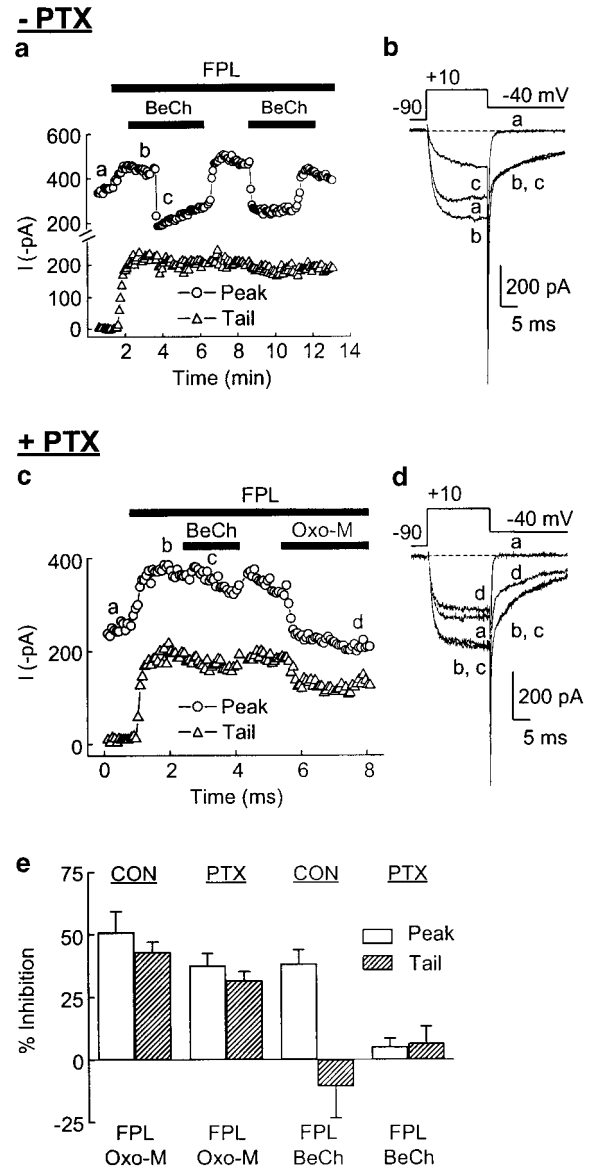 - PTX
a
FPL
BeCh BeCh
600
400
200
200
100
0
I (-pA)
a
b
c
Peak
Tail
2 4 6 8 10 12 14
Time (min)
b
+10
-90
-40 mV
a
c
a
b
b, c
200 pA
5 ms
+ PTX
c
FPL
BeCh Oxo-M
400
200
0
I (-pA)
a
b
c
d
Peak
Tail
0 2 4 6 8
Time (ms)
d
+10
-90
-40 mV
a
d
d
a
b, c
b, c
200 pA
5 ms
e
75
50
25
0
-25
% Inhibition
CON PTX CON PTX
Peak
Tail
FPL FPL FPL FPL
Oxo-M Oxo-M BeCh BeCh